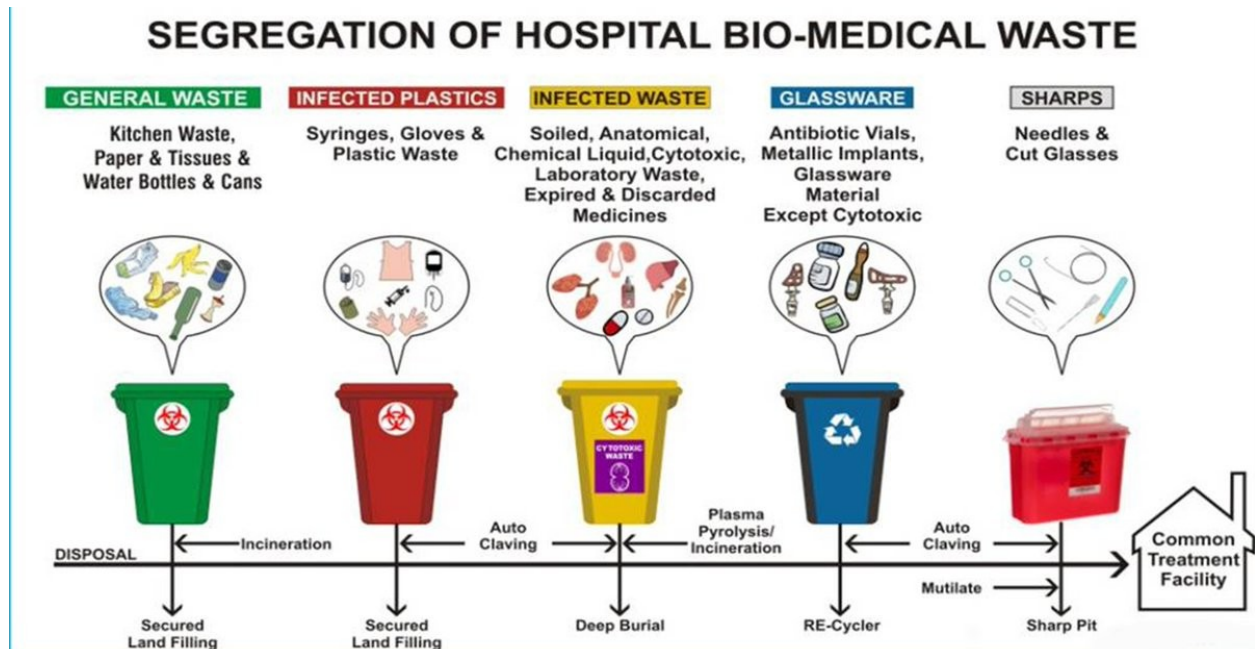 SEGREGATION OF HOSPITAL BIO-MEDICAL WASTE
GENERAL WASTE
Kitchen Waste,
Paper & Tissues &
Water Bottles & Cans
INFECTED PLASTICS
Syringes, Gloves &
Plastic Waste
INFECTED WASTE
Soiled, Anatomical,
Chemical Liquid,Cytotoxic,
Laboratory Waste,
Expired & Discarded
Medicines
GLASSWARE
Antibiotic Vials,
Metallic Implants,
Glassware
Material
Except Cytotoxic
SHARPS
Needles &
Cut Glasses
CYTOTOXIC
WASTE
DISPOSAL
Incineration
Auto
Claving
Plasma
Pyrolysis/
Incineration
Auto
Claving
Mutilate
Common
Treatment
Facility
Secured
Land Filling
Secured
Land Filling
Deep Burial
RE-Cycler
Sharp Pit